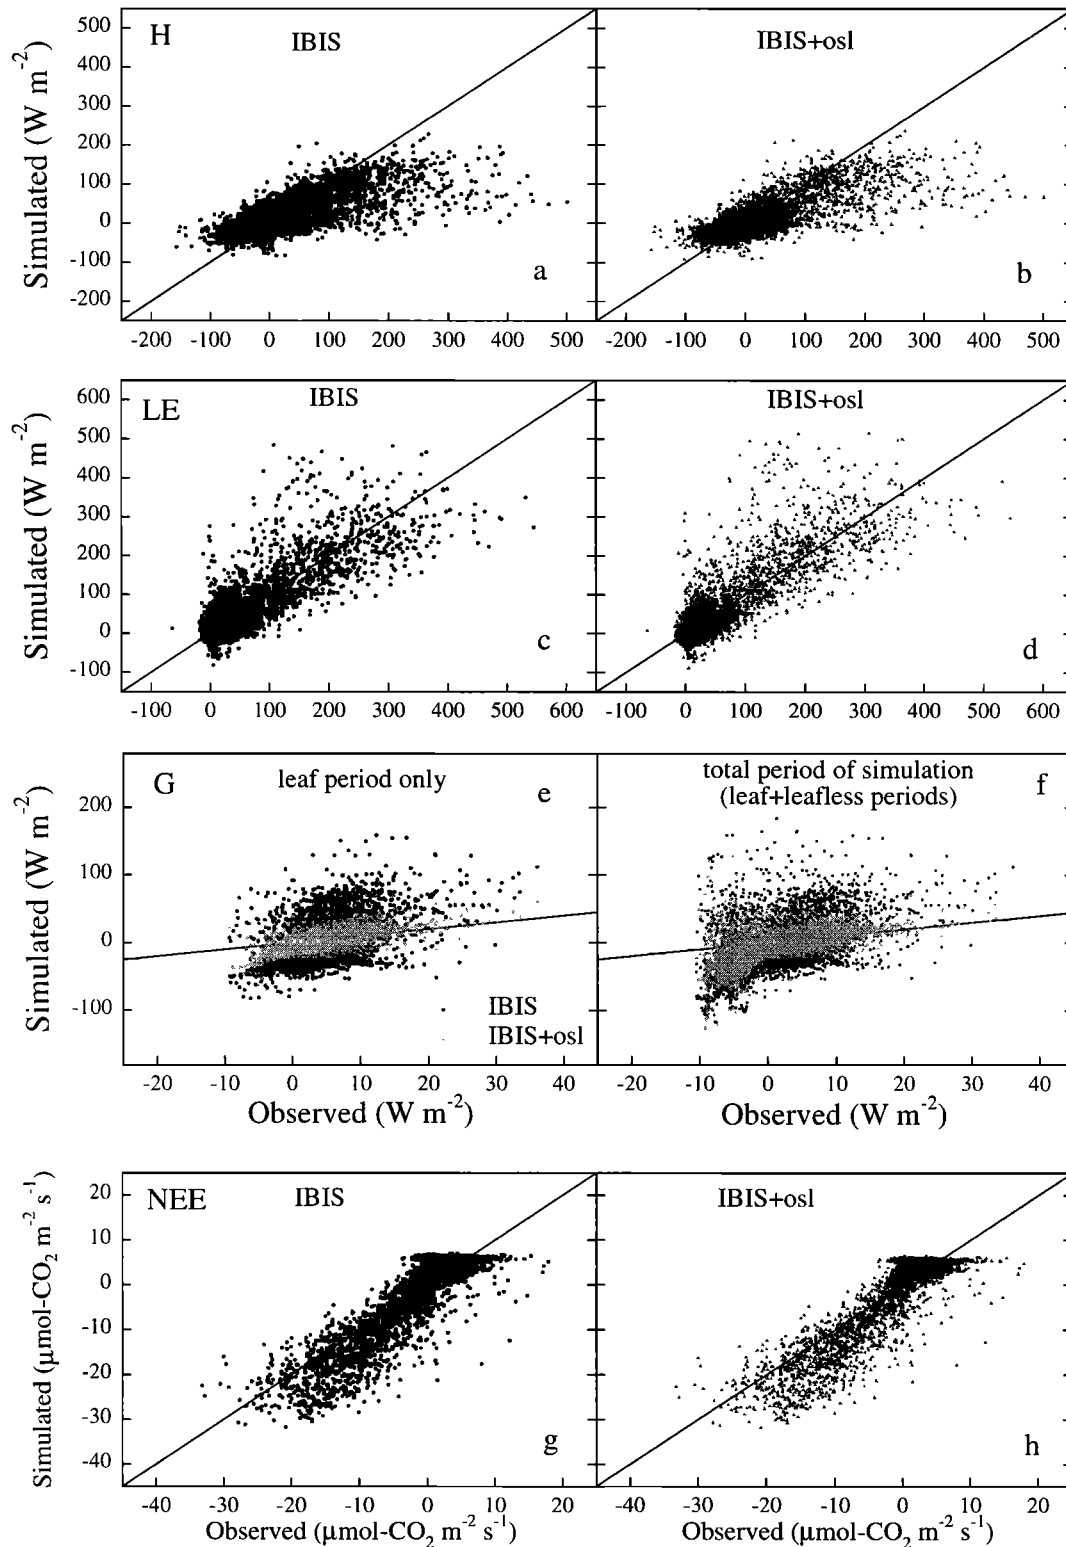 H
IBIS
IBIS+osl
Simulated (W m-2)
500
400
300
200
100
0
-100
-200
a
b
-200 -100 0 100 200 300 400 500
-200 -100 0 100 200 300 400 500
LE
IBIS
IBIS+osl
Simulated (W m-2)
600
500
400
300
200
100
0
-100
c
d
-100 0 100 200 300 400 500 600
-100 0 100 200 300 400 500 600
G
leaf period only
e
total period of simulation
(leaf+leafless periods)
f
Simulated (W m-2)
200
100
0
-100
IBIS
IBIS+osl
-20 -10 0 10 20 30 40
-20 -10 0 10 20 30 40
Observed (W m-2)
Observed (W m-2)
NEE
IBIS
IBIS+osl
Simulated (μmol-CO2 m-2 s-1)
20
10
0
-10
-20
-30
-40
g
h
-40 -30 -20 -10 0 10 20
-40 -30 -20 -10 0 10 20
Observed (μmol-CO2 m-2 s-1)
Observed (μmol-CO2 m-2 s-1)